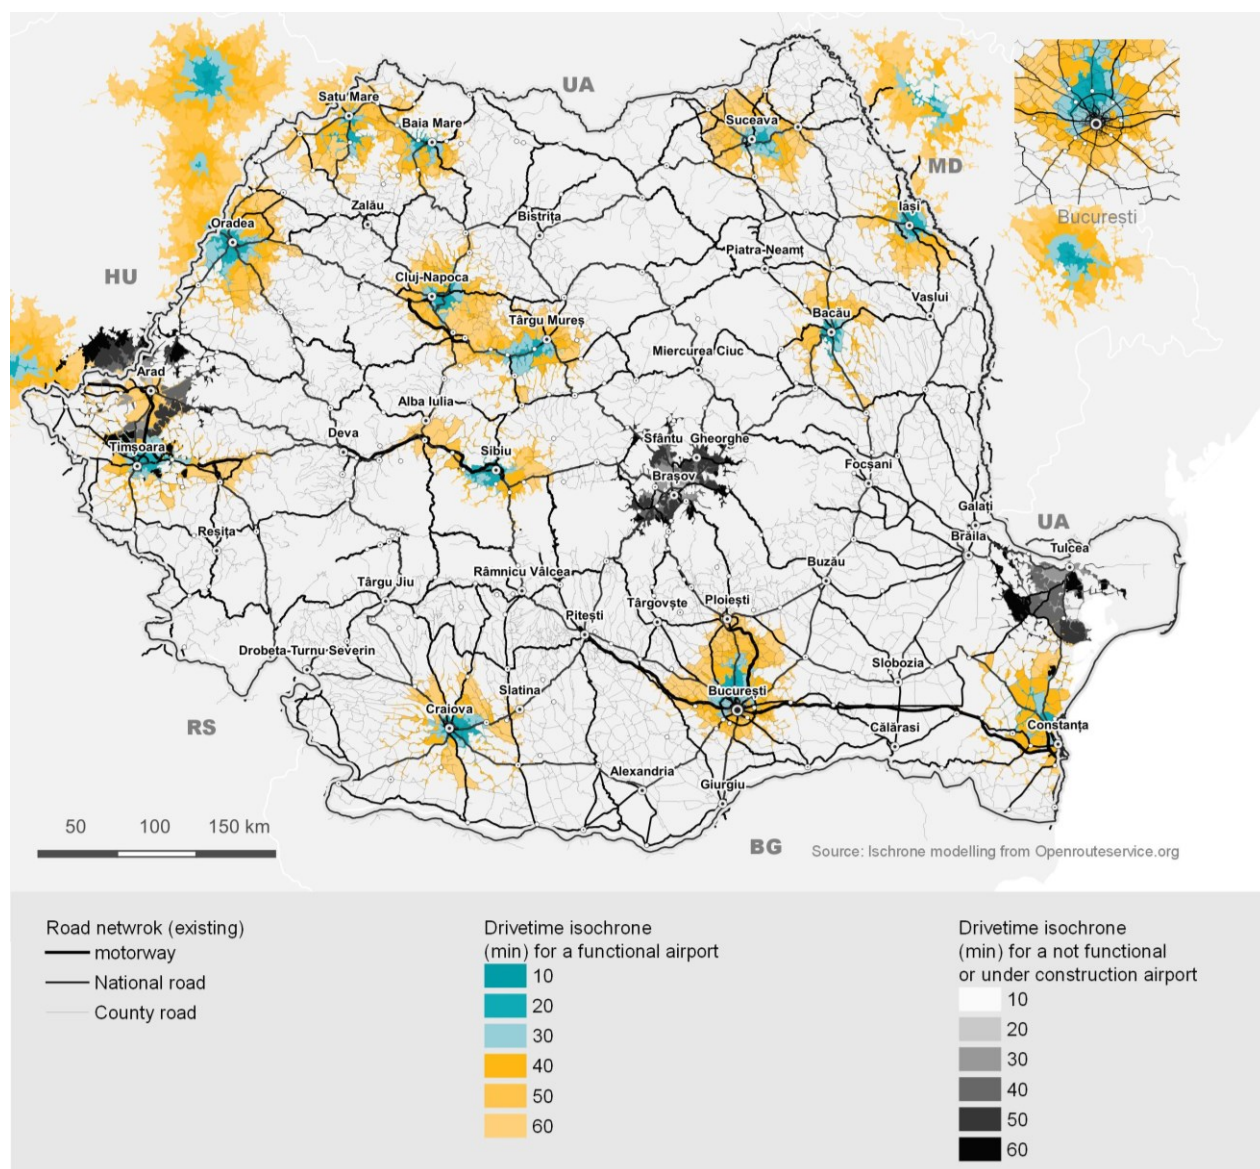 UA
Satu Mare
Baia Mare
Suceava
MD
București
Zalău
Bistrița
Iași
Oradea
Piatra-Neamț
HU
Cluj-Napoca
Vaslui
Târgu Mureș
Bacău
Miercurea Ciuc
Arad
Alba Iulia
Deva
Sfântu Gheorghe
Timșoara
Sibiu
Focșani
Brașov
Galați
UA
Reșița
Brăila
Tulcea
Râmnicu Vâlcea
Buzău
Târgu Jiu
Târgovște
Ploiești
Pitești
Drobeta-Turnu Severin
Slobozia
Slatina
București
Craiova
RS
Călărasi
Constanța
Alexandria
Giurgiu
50 100 150 km
BG
Source: Ischrone modelling from Openrouteservice.org
Road netwrok (existing)
motorway
National road
County road
Drivetime isochrone
(min) for a functional airport
10
20
30
40
50
60
Drivetime isochrone
(min) for a not functional
or under construction airport
10
20
30
40
50
60